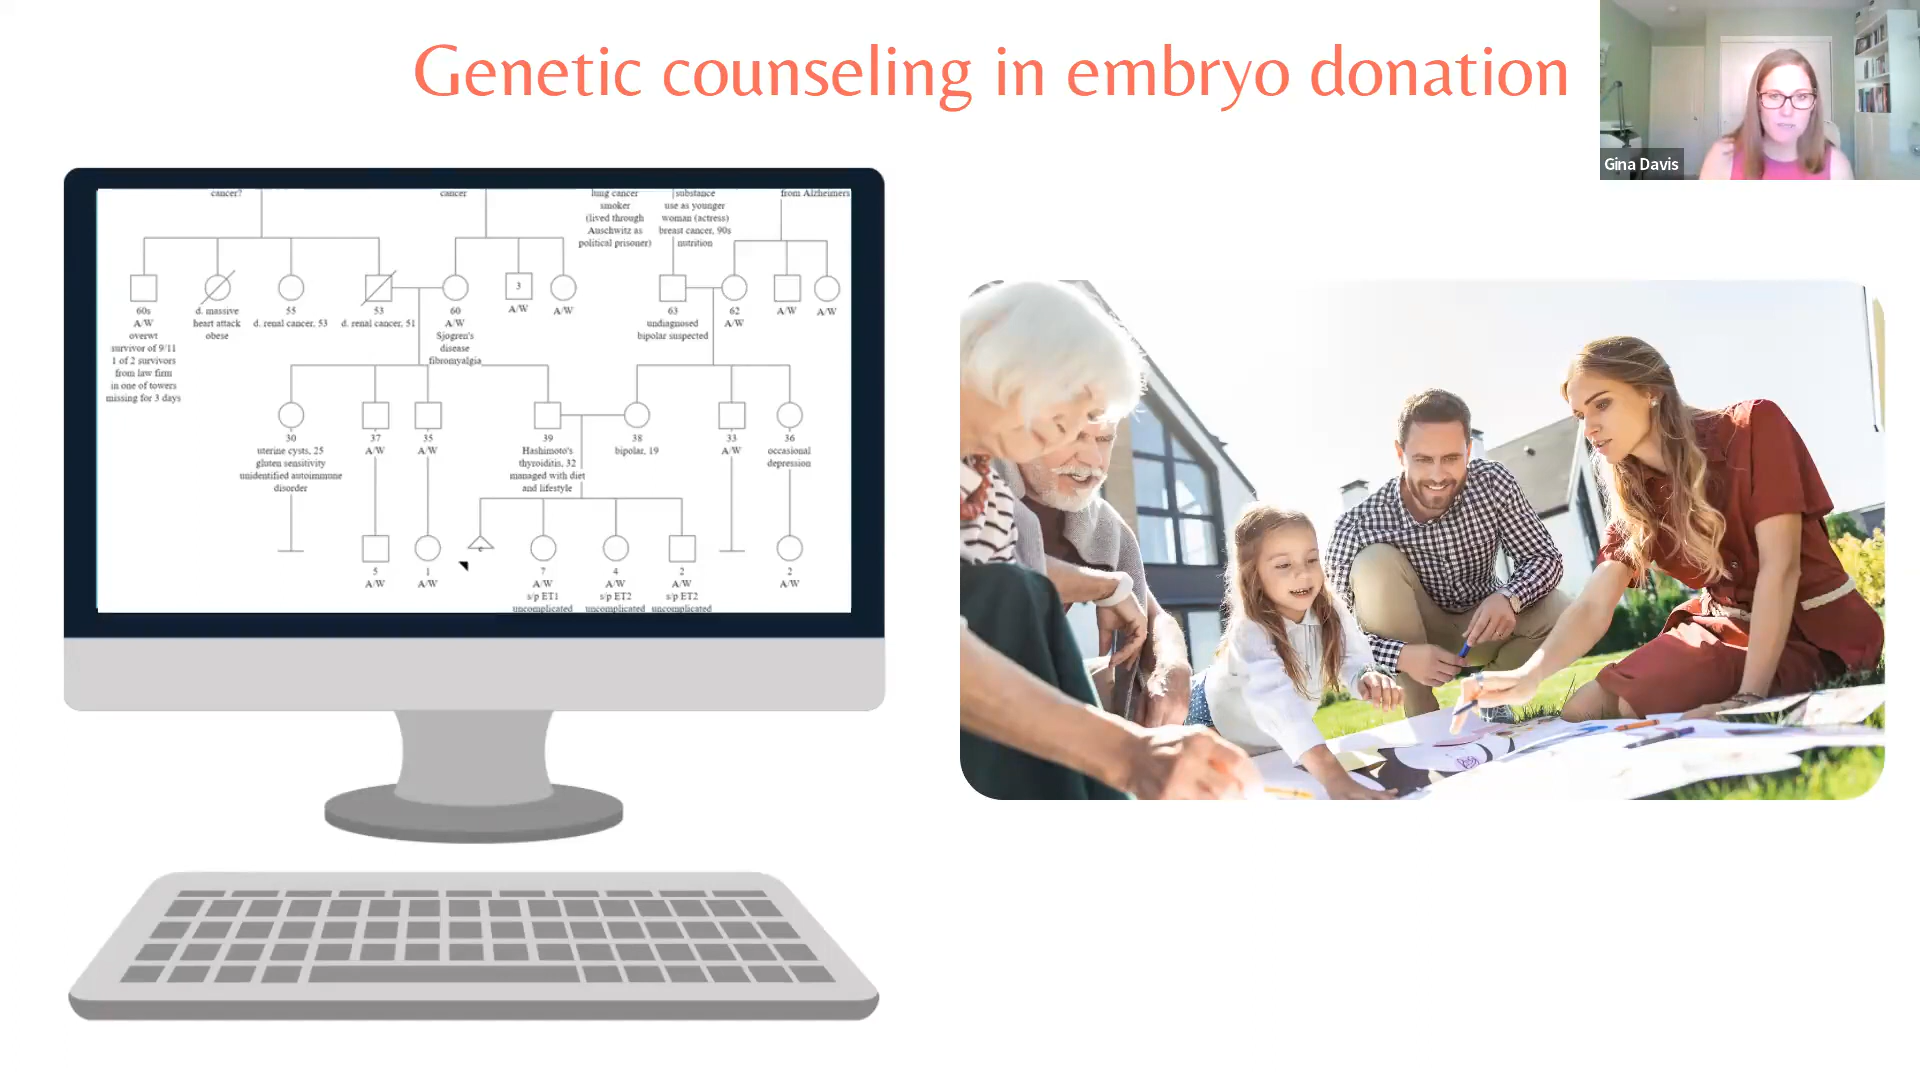 Genetic counseling in embryo donation
Gina Davis
cancer?
cancer
lung cancer
smoker
(lived through
Auschwitz as
political prisoner)
substance
use as younger
woman (actress)
breast cancer, 90s
nutrition
from Alzheimers
60s
A/W
overwt
survivor of 9/11
1 of 2 survivors
from law firm
in one of towers
missing for 3 days
d. massive
heart attack
obese
55
d. renal cancer, 53
53
d. renal cancer, 51
60
A/W
Sjogren's
disease
fibromyalgia
3
A/W
A/W
63
undiagnosed
bipolar suspected
62
A/W
A/W
A/W
30
uterine cysts, 25
gluten sensitivity
unidentified autoimmune
disorder
37
A/W
35
A/W
39
Hashimoto's
thyroiditis, 32
managed with diet
and lifestyle
38
bipolar, 19
33
A/W
36
occasional
depression
5
A/W
1
A/W
7
A/W
s/p ET1
uncomplicated
4
A/W
s/p ET2
uncomplicated
2
A/W
s/p ET2
uncomplicated
2
A/W